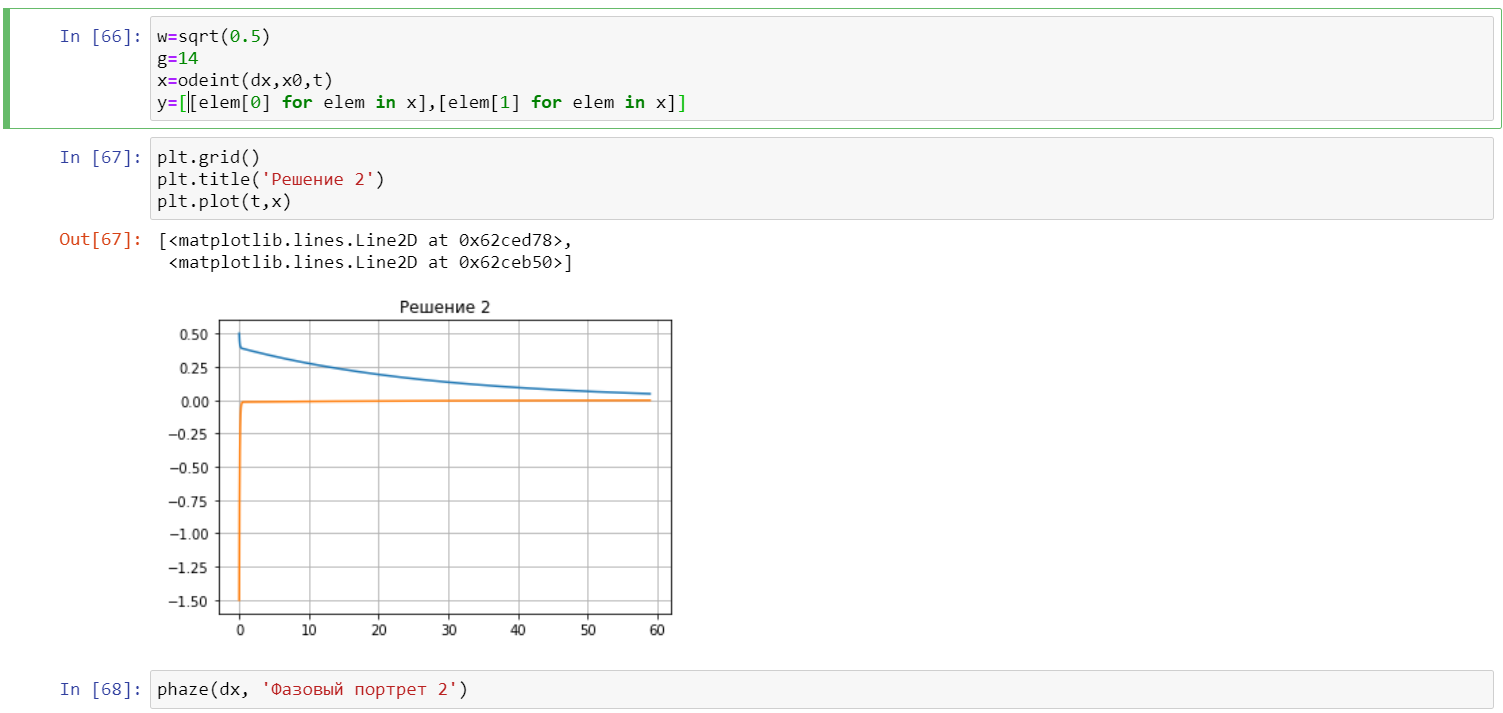 In [66]: w=sqrt(0.5)
g=14
x=odeint(dx,x0,t)
y=[[elem[0] for elem in x],[elem[1] for elem in x]]
In [67]: plt.grid()
plt.title('Решение 2')
plt.plot(t,x)
Out[67]: [<matplotlib.lines.Line2D at 0x62ced78>,
<matplotlib.lines.Line2D at 0x62ceb50>]
Решение 2
0.50
0.25
0.00
−0.25
−0.50
−0.75
−1.00
−1.25
−1.50
0 10 20 30 40 50 60
In [68]: phaze(dx, 'Фазовый портрет 2')